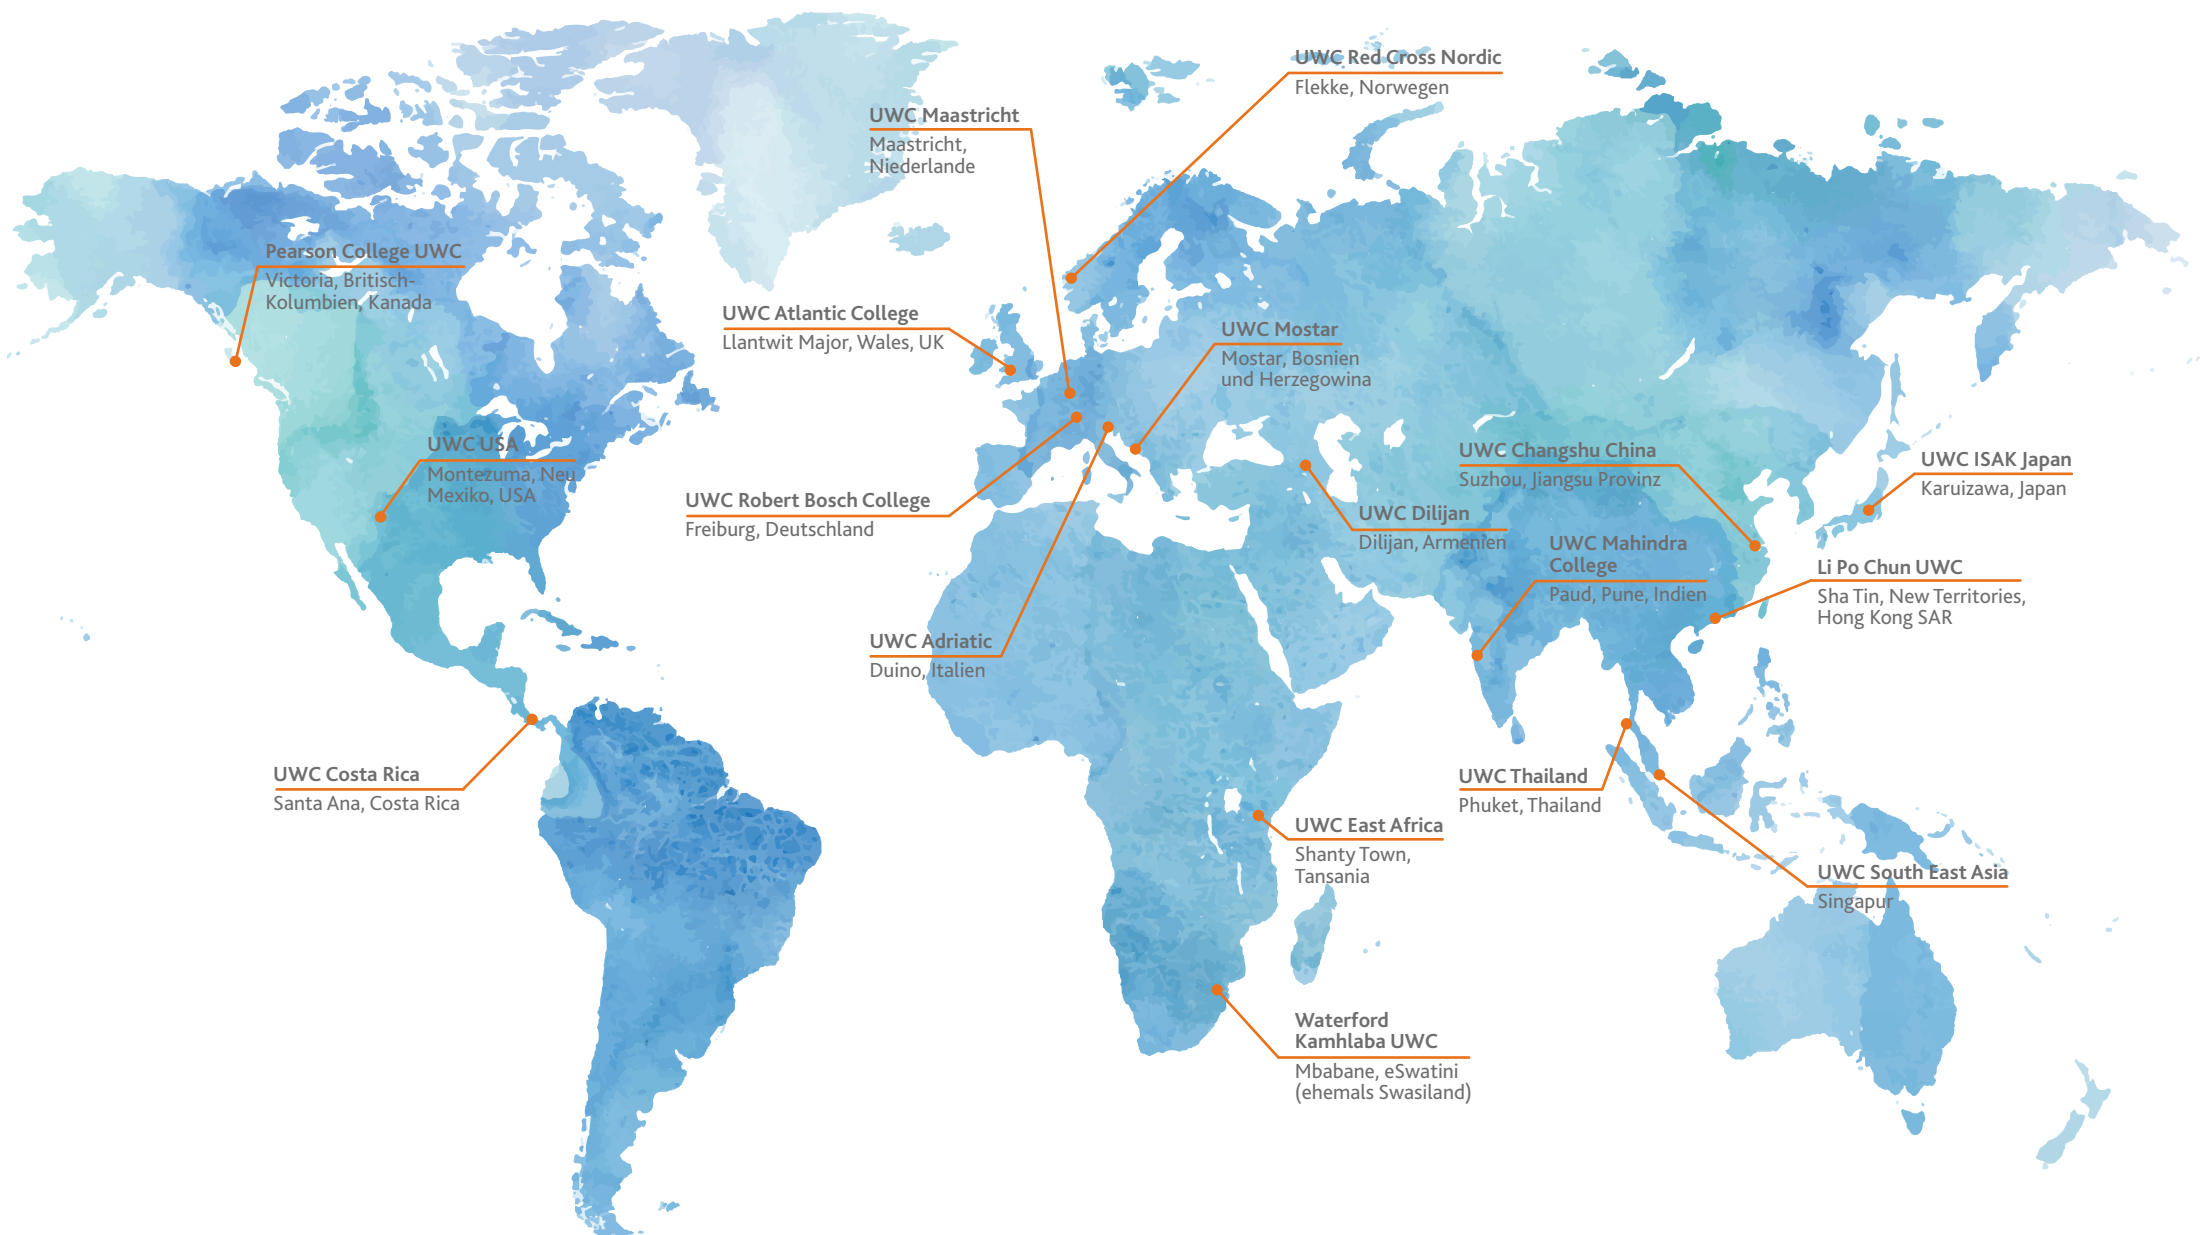 UWC Red Cross Nordic
Flekke, Norwegen
UWC Maastricht
Maastricht,
Niederlande
Pearson College UWC
Victoria, Britisch-
Kolumbien, Kanada
UWC Atlantic College
Llantwit Major, Wales, UK
UWC Mostar
Mostar, Bosnien
und Herzegowina
UWC USA
Montezuma, Neu
Mexiko, USA
UWC Robert Bosch College
Freiburg, Deutschland
UWC Changshu China
Suzhou, Jiangsu Provinz
UWC ISAK Japan
Karuizawa, Japan
UWC Dilijan
Dilijan, Armenien
UWC Mahindra
College
Paud, Pune, Indien
Li Po Chun UWC
Sha Tin, New Territories,
Hong Kong SAR
UWC Adriatic
Duino, Italien
UWC Costa Rica
Santa Ana, Costa Rica
UWC Thailand
Phuket, Thailand
UWC East Africa
Shanty Town,
Tansania
UWC South East Asia
Singapur
Waterford
Kamhlaba UWC
Mbabane, eSwatini
(ehemals Swasiland)